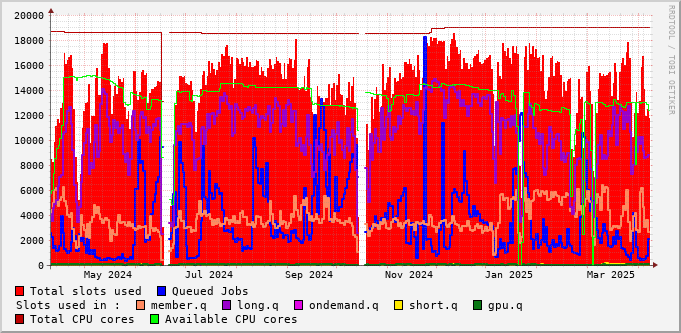 RRDTOOL / TOBI OETIKER
20000
18000
16000
14000
12000
10000
8000
6000
4000
2000
0
May 2024 Jul 2024 Sep 2024 Nov 2024 Jan 2025 Mar 2025
Total slots used Queued Jobs
Slots used in : member.q long.q ondemand.q short.q gpu.q
Total CPU cores Available CPU cores